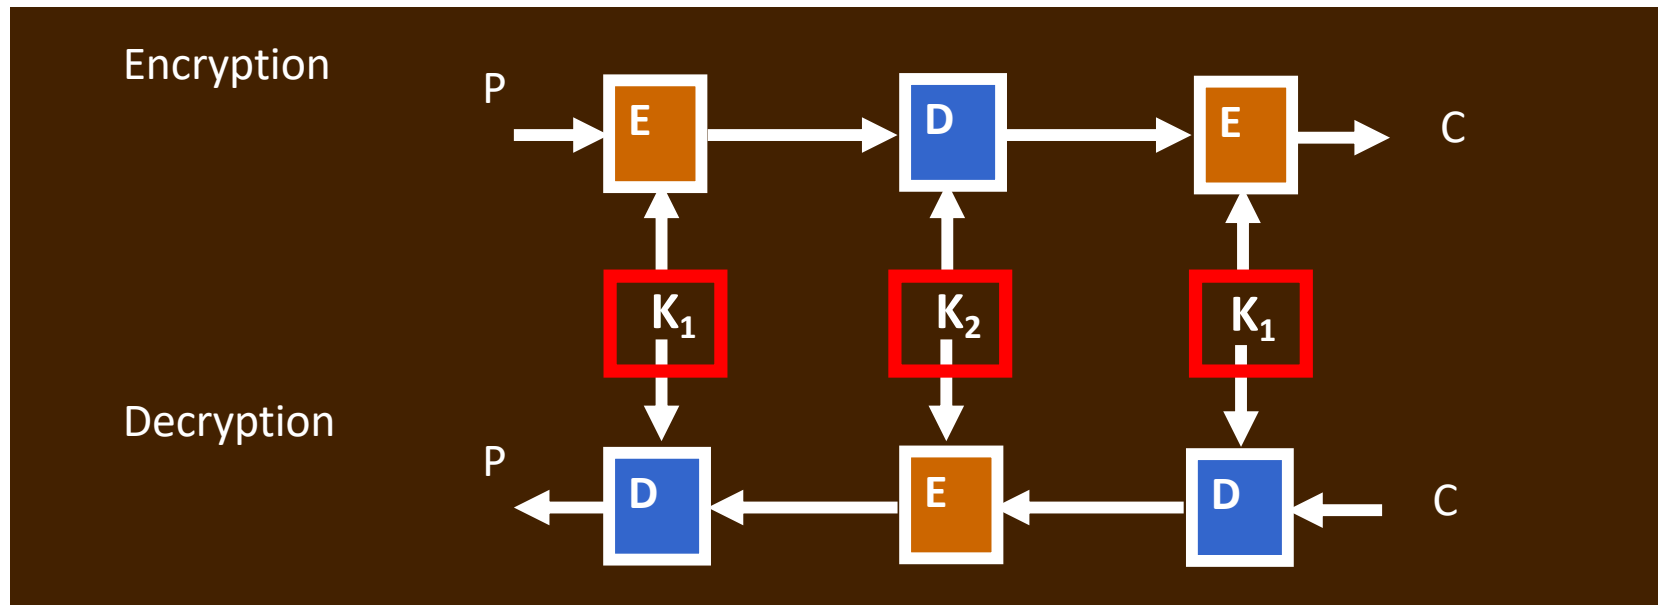 Encryption
P E D E C
K₁ K₂ K₁
Decryption
P D E D C